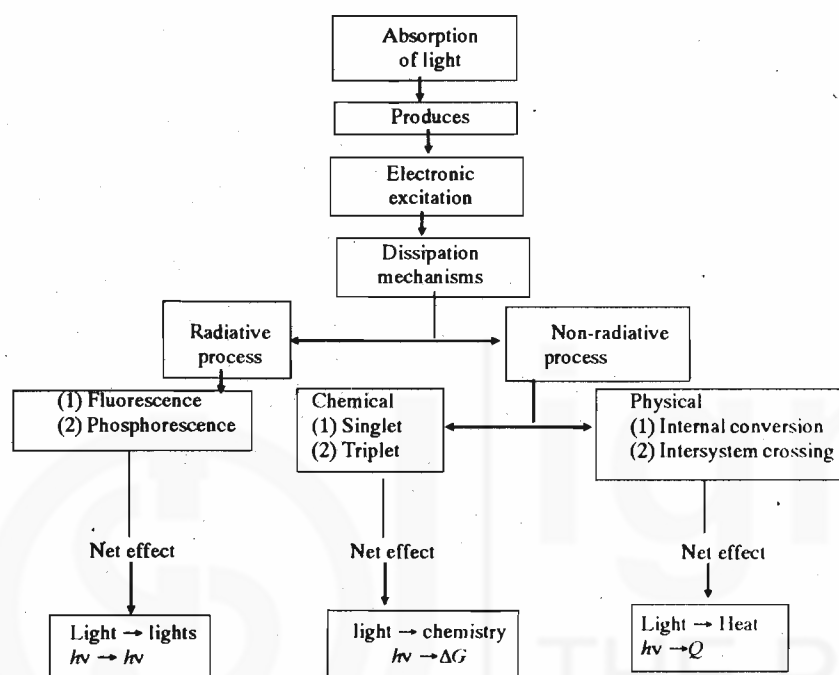 Absorption
of light
Produces
Electronic
excitation
Dissipation
mechanisms
Radiative
process
Non-radiative
process
(1) Fluorescence
(2) Phosphorescence
Chemical
(1) Singlet
(2) Triplet
Physical
(1) Internal conversion
(2) Intersystem crossing
Net effect
Net effect
Net effect
Light → lights
hν → hν
light → chemistry
hν → ΔG
Light → Heat
hν → Q